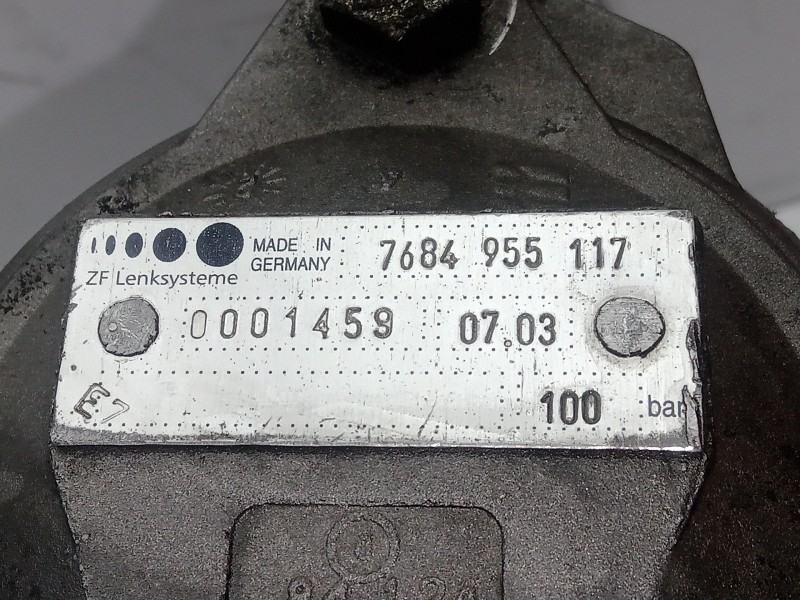 MADE IN 7684 955 117
GERMANY
ZF Lenksysteme
0001459 07.03
E7
100 bar